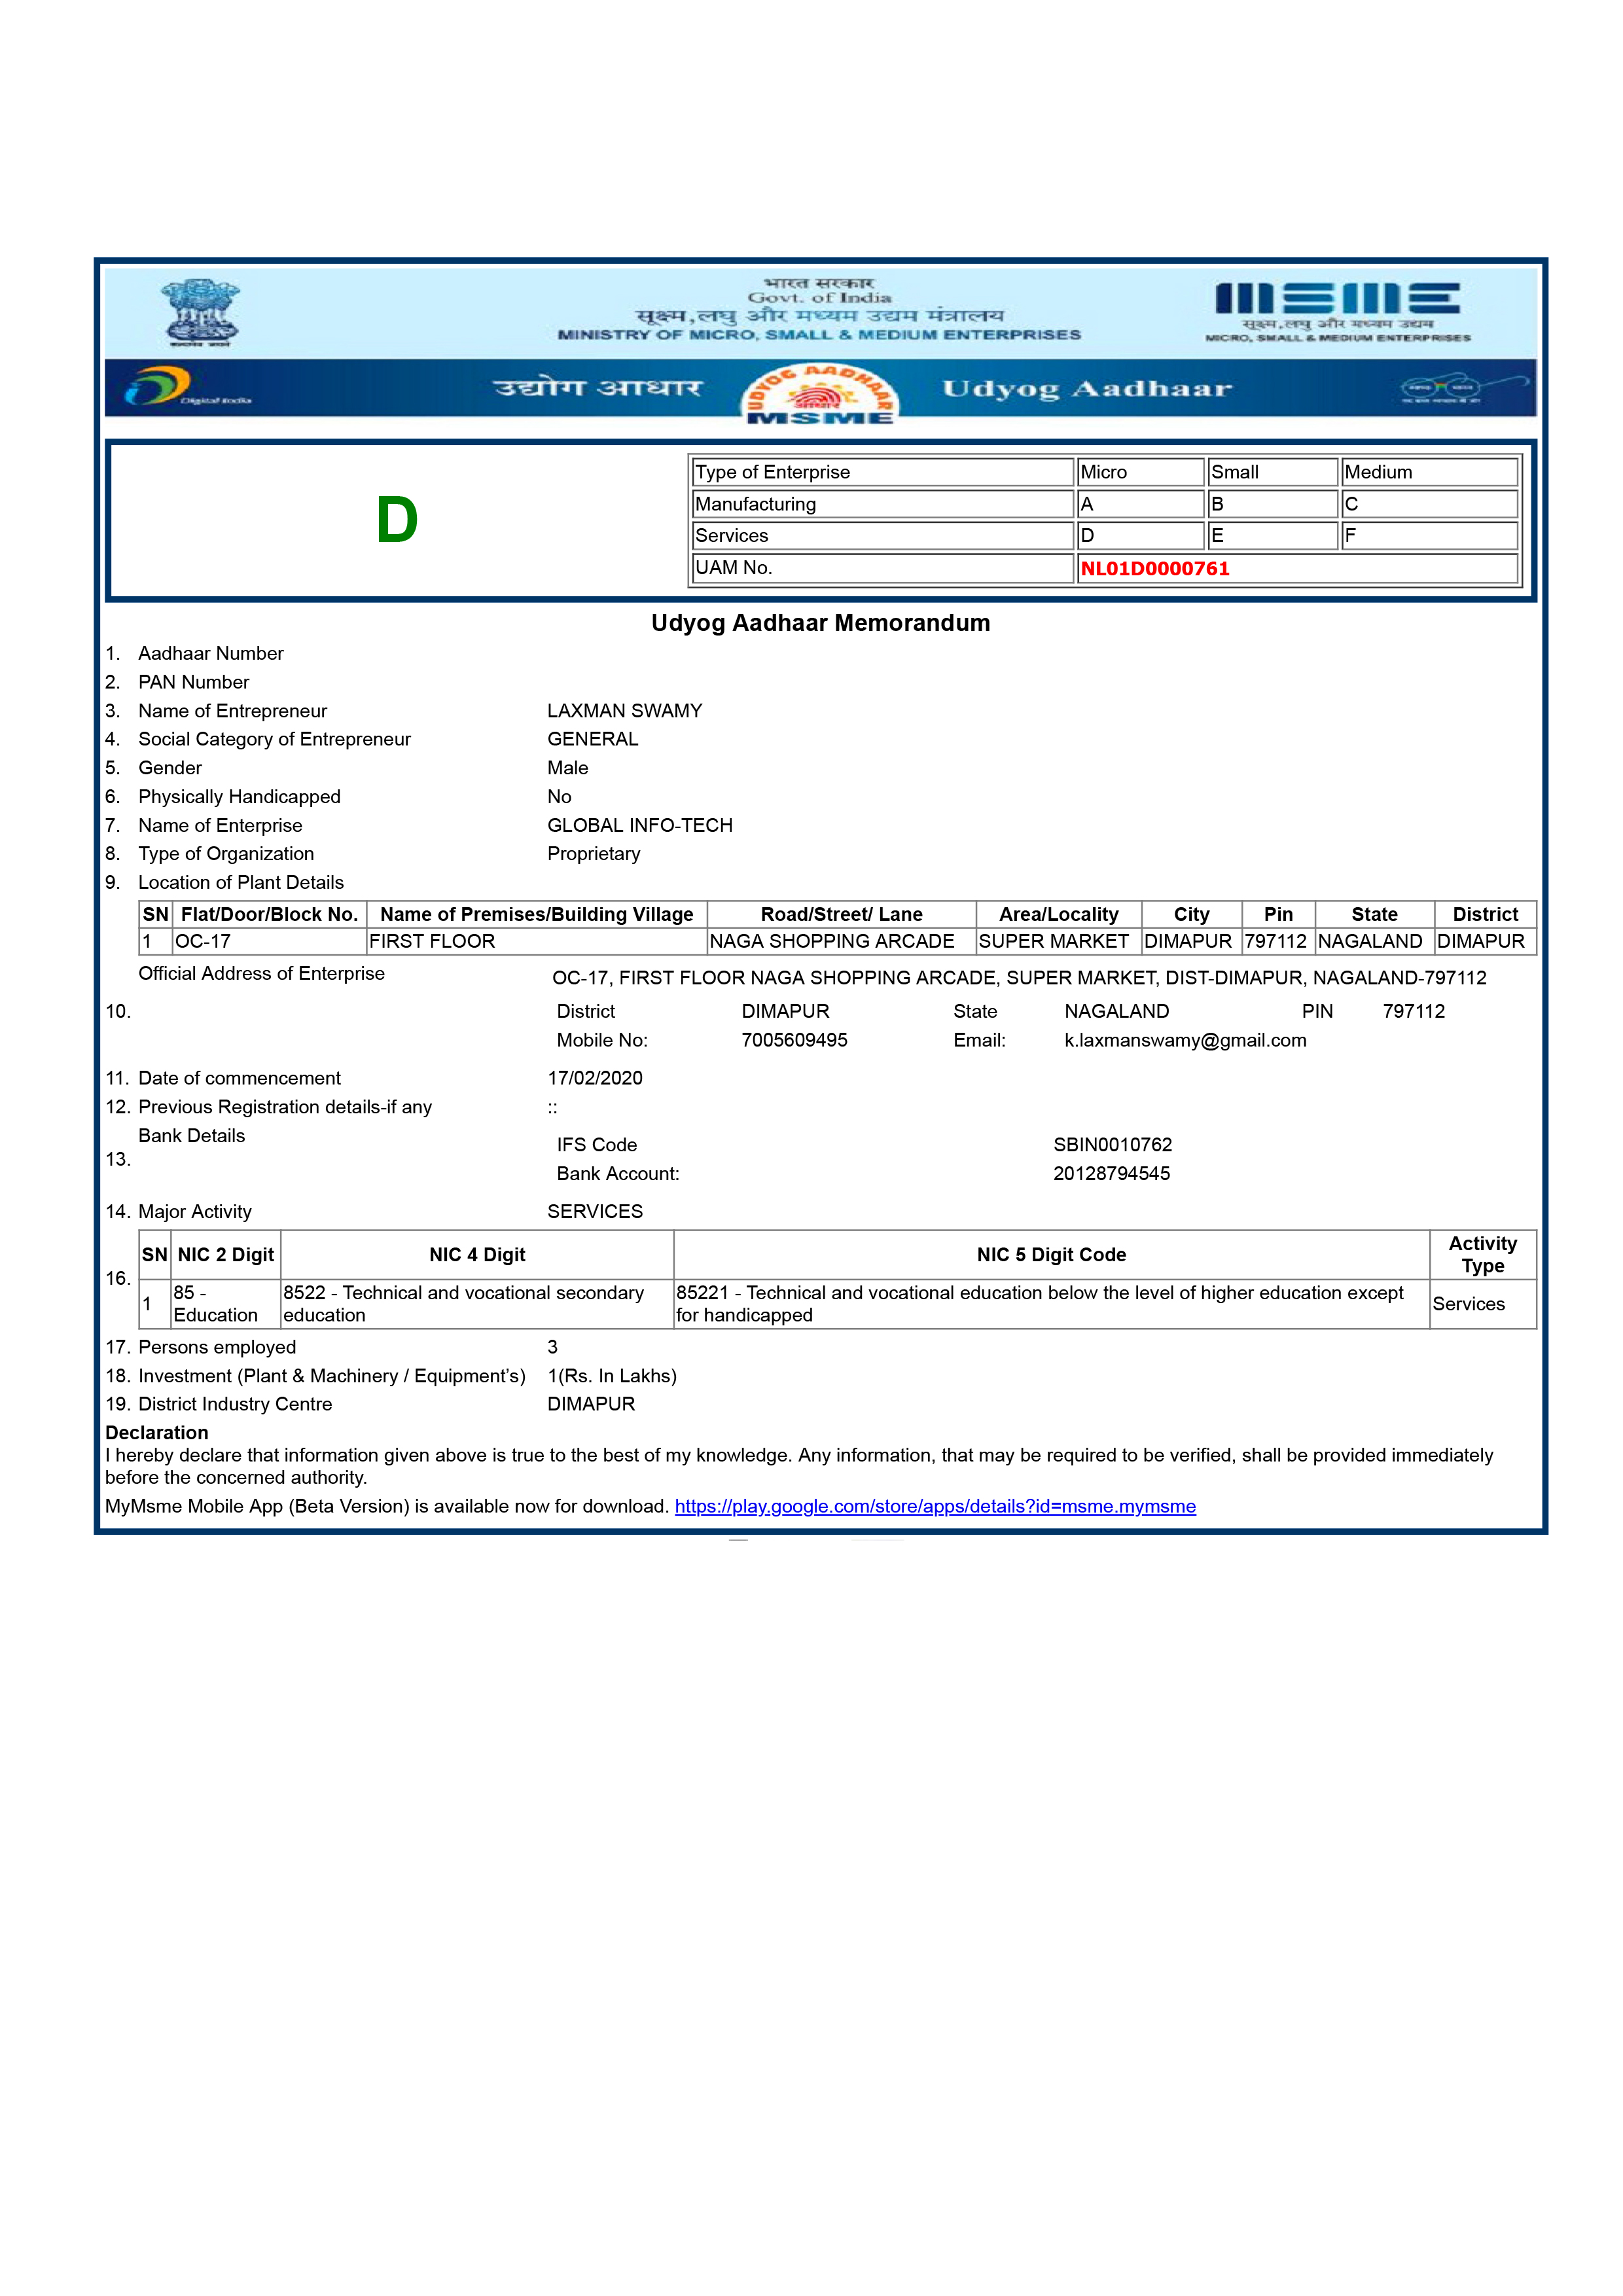 भारत सरकार
Govt. of India
सूक्ष्म,लघु और मध्यम उद्यम मंत्रालय
MINISTRY OF MICRO, SMALL & MEDIUM ENTERPRISES
msme
सूक्ष्म,लघु और मध्यम उद्यम
MICRO, SMALL & MEDIUM ENTERPRISES
Digital India
उद्योग आधार
UDYOG AADHAAR
MSME
Udyog Aadhaar
D
Type of Enterprise Micro Small Medium
Manufacturing A B C
Services D E F
UAM No. NL01D0000761
Udyog Aadhaar Memorandum
1. Aadhaar Number
2. PAN Number
3. Name of Entrepreneur LAXMAN SWAMY
4. Social Category of Entrepreneur GENERAL
5. Gender Male
6. Physically Handicapped No
7. Name of Enterprise GLOBAL INFO-TECH
8. Type of Organization Proprietary
9. Location of Plant Details
SN Flat/Door/Block No. Name of Premises/Building Village Road/Street/ Lane Area/Locality City Pin State District
1 OC-17 FIRST FLOOR NAGA SHOPPING ARCADE SUPER MARKET DIMAPUR 797112 NAGALAND DIMAPUR
Official Address of Enterprise OC-17, FIRST FLOOR NAGA SHOPPING ARCADE, SUPER MARKET, DIST-DIMAPUR, NAGALAND-797112
10. District DIMAPUR State NAGALAND PIN 797112
Mobile No: 7005609495 Email: k.laxmanswamy@gmail.com
11. Date of commencement 17/02/2020
12. Previous Registration details-if any ::
Bank Details
13. IFS Code SBIN0010762
Bank Account: 20128794545
14. Major Activity SERVICES
16. SN NIC 2 Digit NIC 4 Digit NIC 5 Digit Code Activity Type
1 85 - Education 8522 - Technical and vocational secondary education 85221 - Technical and vocational education below the level of higher education except for handicapped Services
17. Persons employed 3
18. Investment (Plant & Machinery / Equipment's) 1(Rs. In Lakhs)
19. District Industry Centre DIMAPUR
Declaration
I hereby declare that information given above is true to the best of my knowledge. Any information, that may be required to be verified, shall be provided immediately
before the concerned authority.
MyMsme Mobile App (Beta Version) is available now for download. https://play.google.com/store/apps/details?id=msme.mymsme